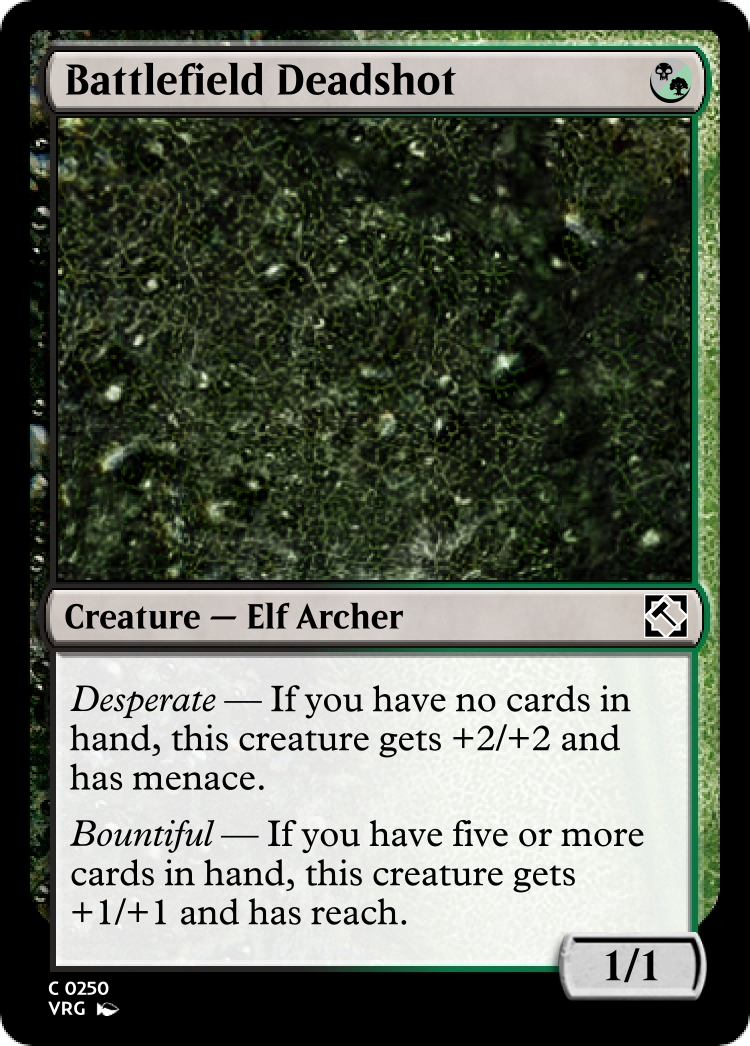 Battlefield Deadshot
Creature — Elf Archer
Desperate — If you have no cards in
hand, this creature gets +2/+2 and
has menace.
Bountiful — If you have five or more
cards in hand, this creature gets
+1/+1 and has reach.
1/1
C 0250
VRG